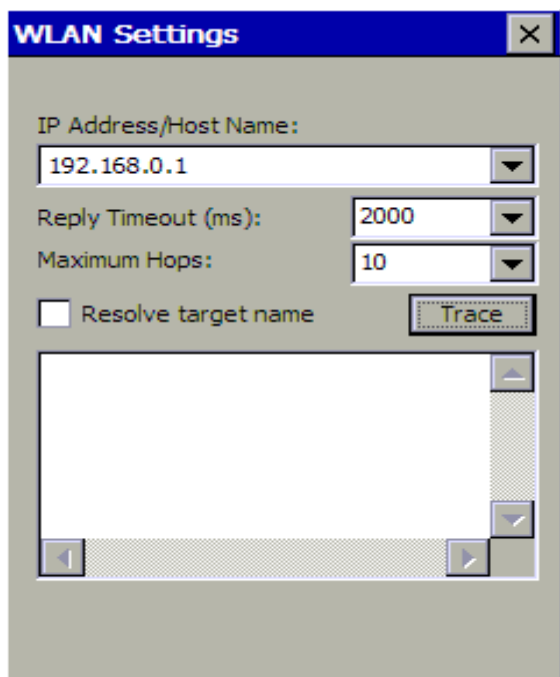 WLAN Settings
IP Address/Host Name:
192.168.0.1
Reply Timeout (ms): 2000
Maximum Hops: 10
Resolve target name Trace